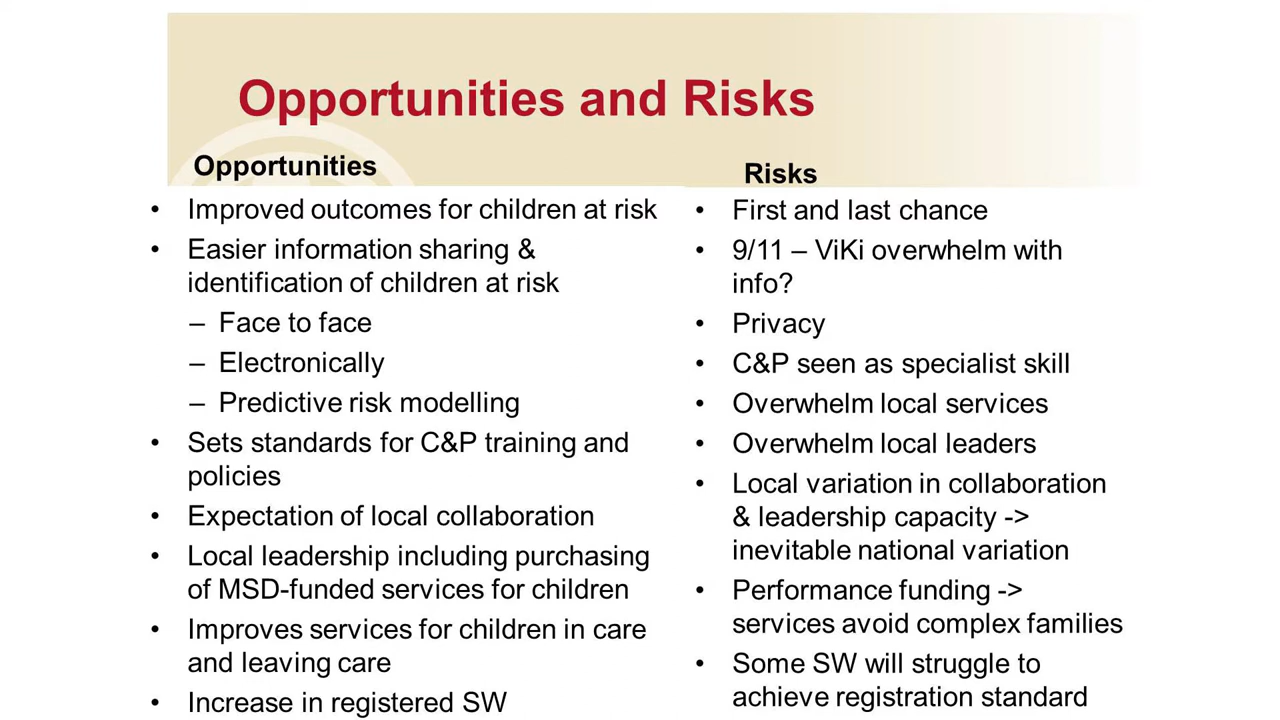 Opportunities and Risks
Opportunities
• Improved outcomes for children at risk
• Easier information sharing &
identification of children at risk
– Face to face
– Electronically
– Predictive risk modelling
• Sets standards for C&P training and
policies
• Expectation of local collaboration
• Local leadership including purchasing
of MSD-funded services for children
• Improves services for children in care
and leaving care
• Increase in registered SW
Risks
• First and last chance
• 9/11 – ViKi overwhelm with
info?
• Privacy
• C&P seen as specialist skill
• Overwhelm local services
• Overwhelm local leaders
• Local variation in collaboration
& leadership capacity ->
inevitable national variation
• Performance funding ->
services avoid complex families
• Some SW will struggle to
achieve registration standard